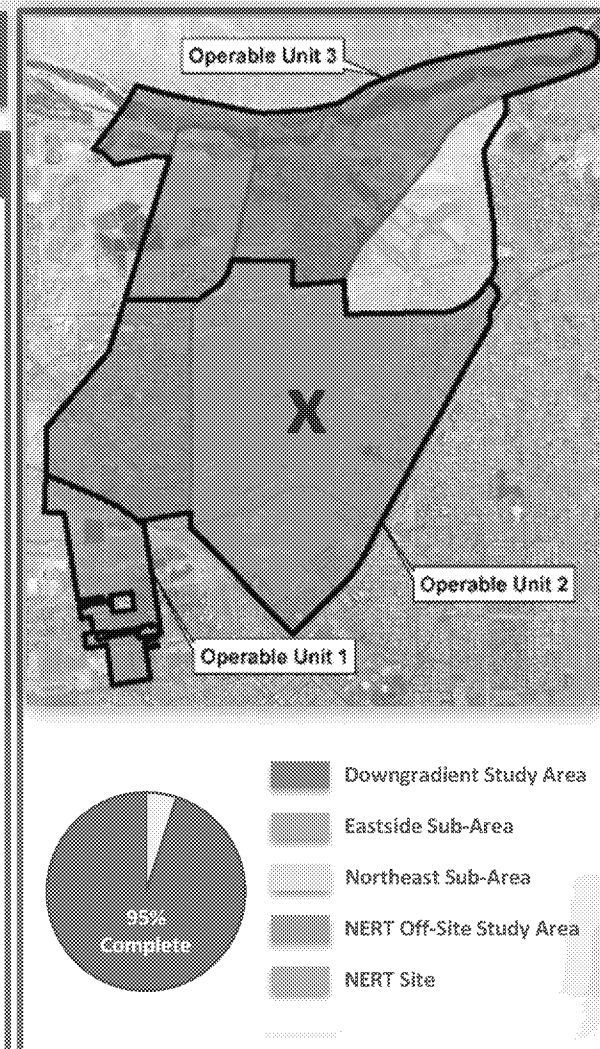 Operable Unit 3
X
Operable Unit 2
Operable Unit 1
Downgradient Study Area
Eastside Sub-Area
Northeast Sub-Area
95%
Complete
NERT Off-Site Study Area
NERT Site